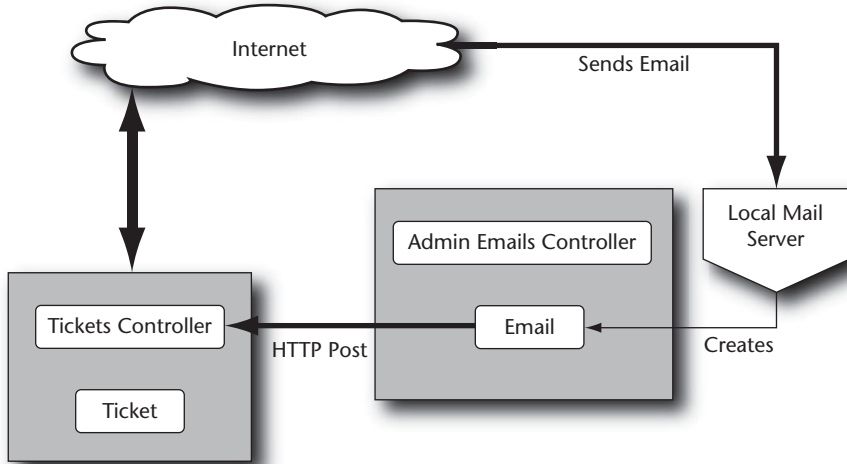 Internet
Sends Email
Local Mail
Server
Admin Emails Controller
Tickets Controller
HTTP Post
Email
Creates
Ticket